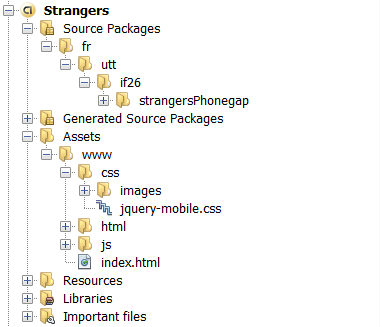 Strangers
Source Packages
fr
utt
if26
strangersPhonegap
Generated Source Packages
Assets
www
css
images
jquery-mobile.css
html
js
index.html
Resources
Libraries
Important files